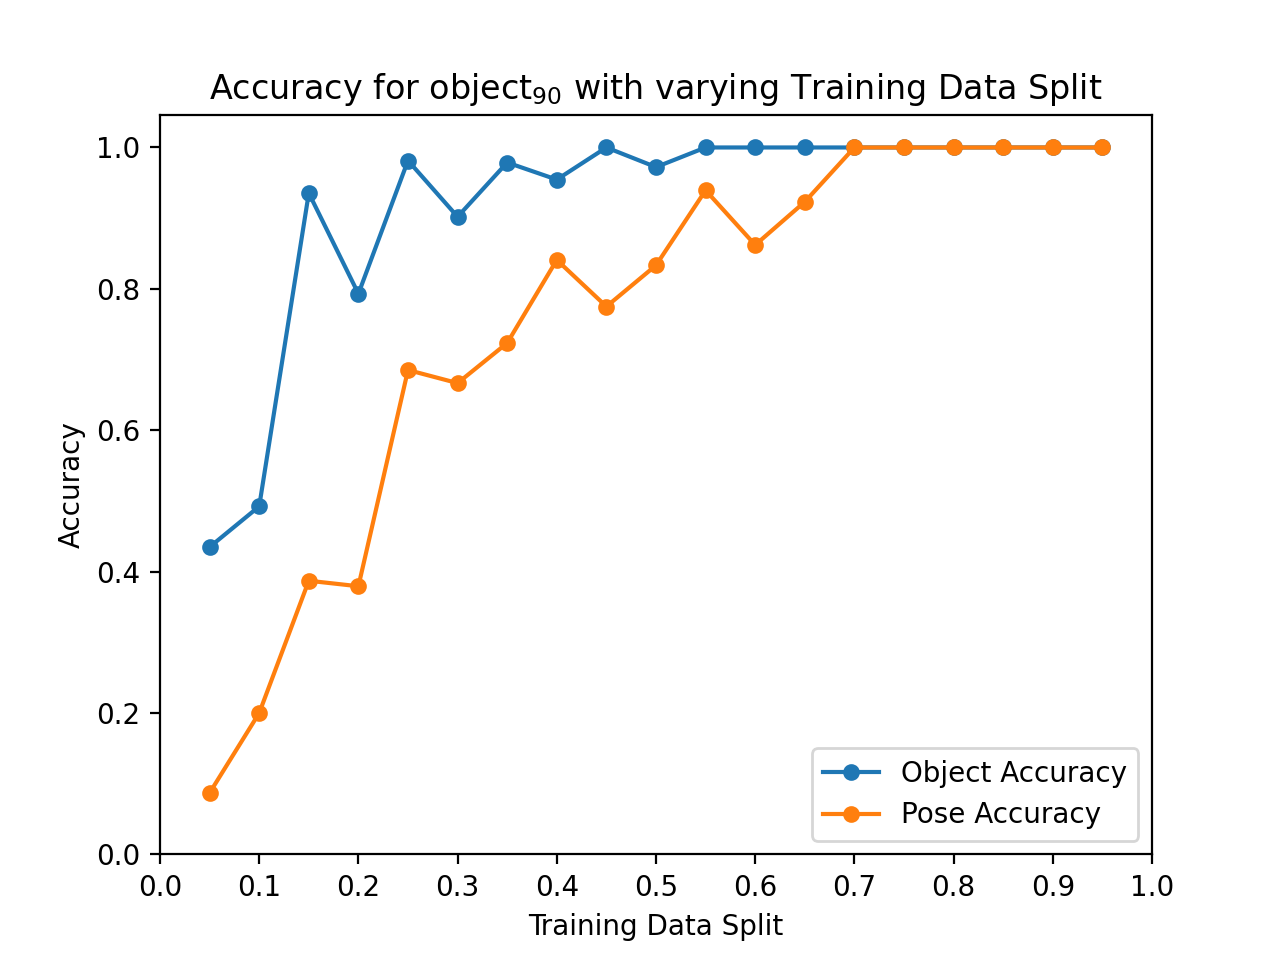 Accuracy for object₉₀ with varying Training Data Split
1.0
0.8
0.6
0.4
0.2
0.0
Accuracy
Object Accuracy
Pose Accuracy
0.0 0.1 0.2 0.3 0.4 0.5 0.6 0.7 0.8 0.9 1.0
Training Data Split